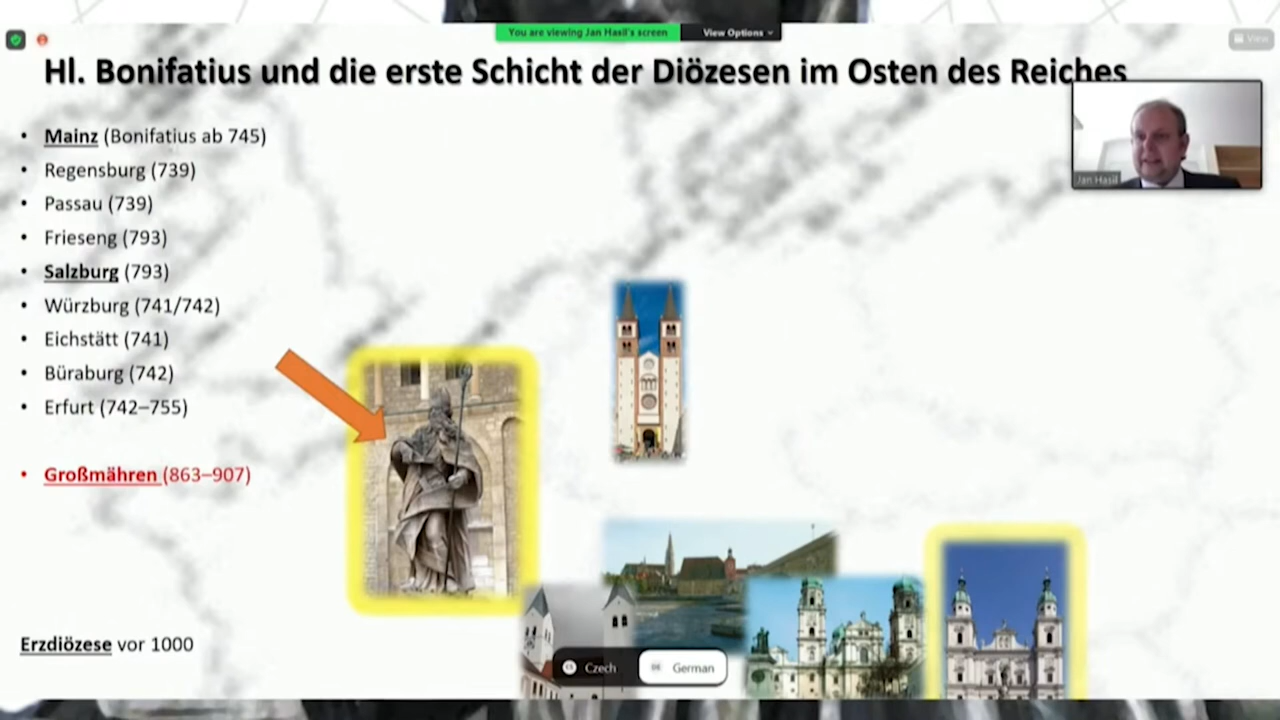 You are viewing Jan Hasil's screen
View Options
View
Hl. Bonifatius und die erste Schicht der Diözesen im Osten des Reiches
• Mainz (Bonifatius ab 745)
• Regensburg (739)
• Passau (739)
• Frieseng (793)
• Salzburg (793)
• Würzburg (741/742)
• Eichstätt (741)
• Büraburg (742)
• Erfurt (742–755)
• Großmähren (863–907)
Erzdiözese vor 1000
Jan Hasil
Czech
DE German